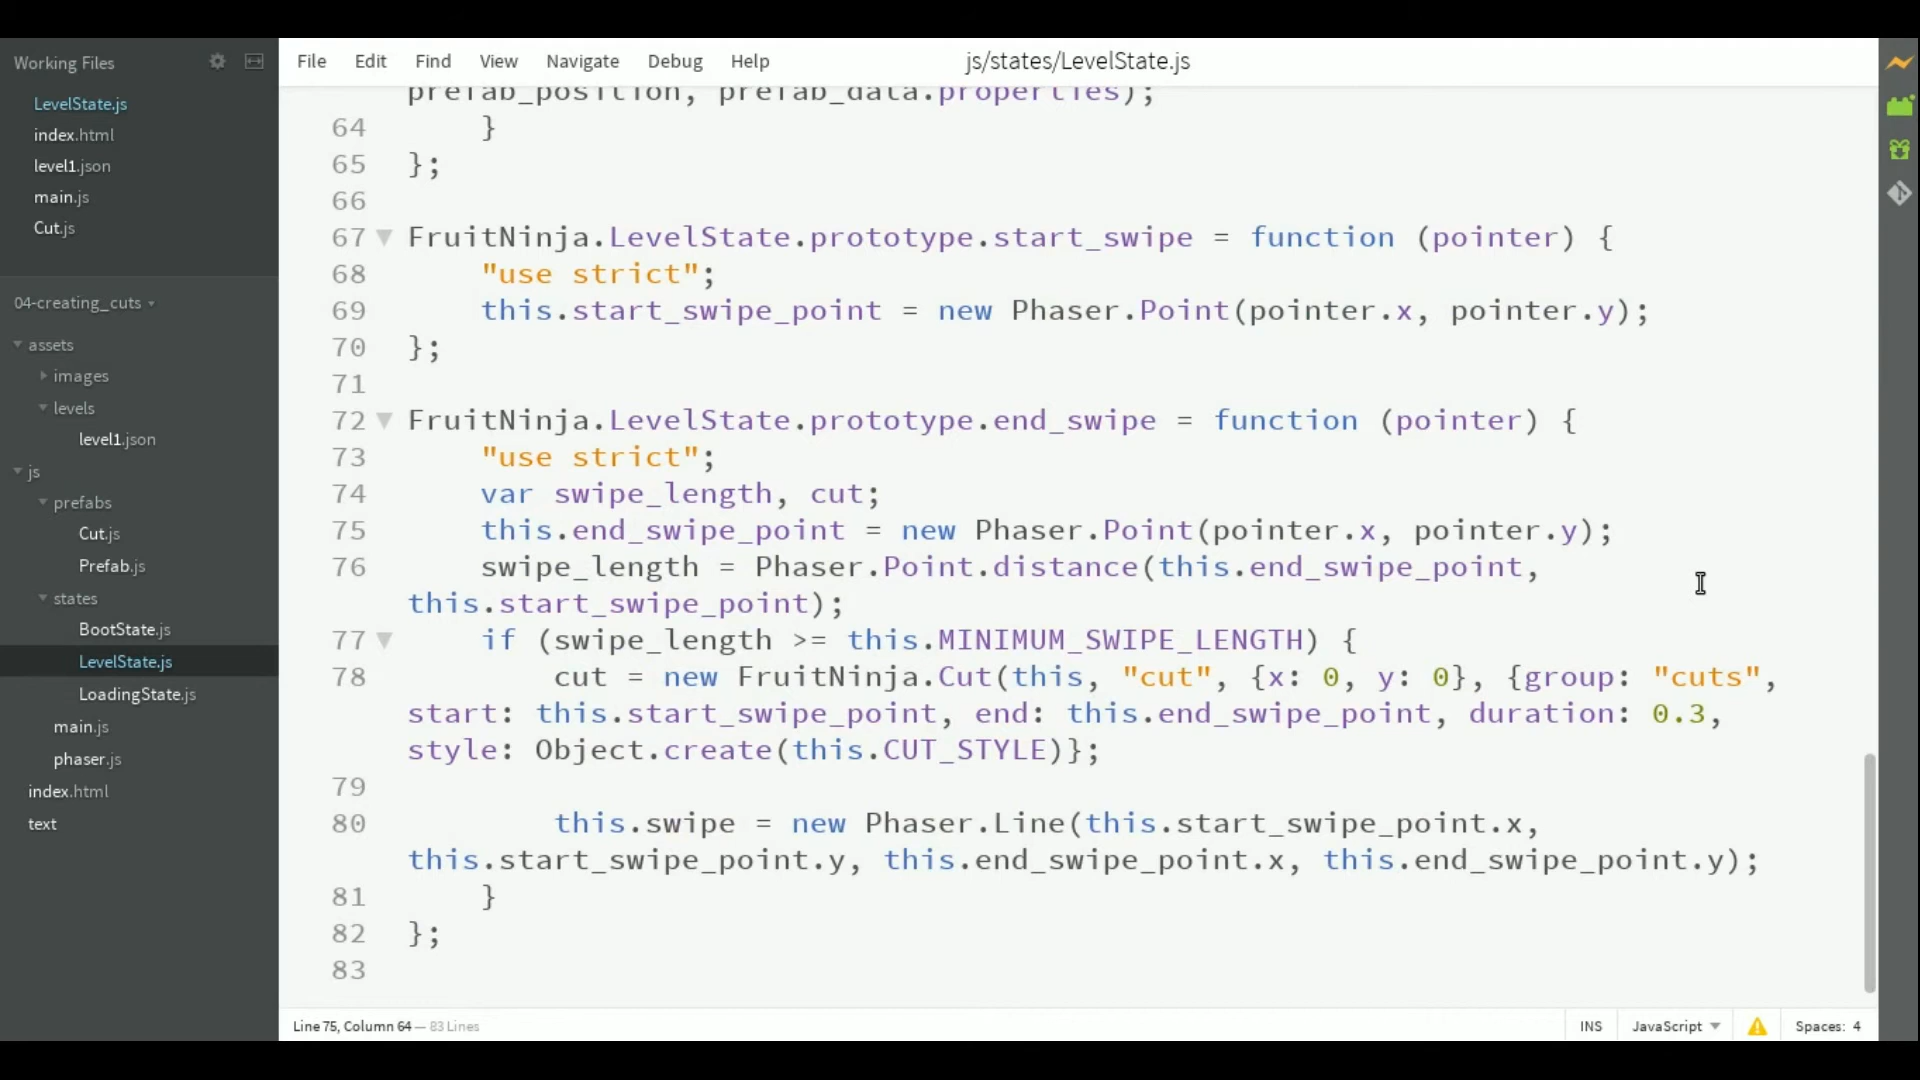 Working Files
LevelState.js
index.html
level1.json
main.js
Cut.js
04-creating_cuts
assets
images
levels
level1.json
js
prefabs
Cut.js
Prefab.js
states
BootState.js
LevelState.js
LoadingState.js
main.js
phaser.js
index.html
text
File Edit Find View Navigate Debug Help
js/states/LevelState.js
prefab_position, prefab_data.properties);
64     }
65 };
66
67 FruitNinja.LevelState.prototype.start_swipe = function (pointer) {
68     "use strict";
69     this.start_swipe_point = new Phaser.Point(pointer.x, pointer.y);
70 };
71
72 FruitNinja.LevelState.prototype.end_swipe = function (pointer) {
73     "use strict";
74     var swipe_length, cut;
75     this.end_swipe_point = new Phaser.Point(pointer.x, pointer.y);
76     swipe_length = Phaser.Point.distance(this.end_swipe_point,
this.start_swipe_point);
77     if (swipe_length >= this.MINIMUM_SWIPE_LENGTH) {
78         cut = new FruitNinja.Cut(this, "cut", {x: 0, y: 0}, {group: "cuts",
start: this.start_swipe_point, end: this.end_swipe_point, duration: 0.3,
style: Object.create(this.CUT_STYLE)};
79
80         this.swipe = new Phaser.Line(this.start_swipe_point.x,
this.start_swipe_point.y, this.end_swipe_point.x, this.end_swipe_point.y);
81     }
82 };
83
Line 75, Column 64 — 83 Lines
INS JavaScript Spaces: 4